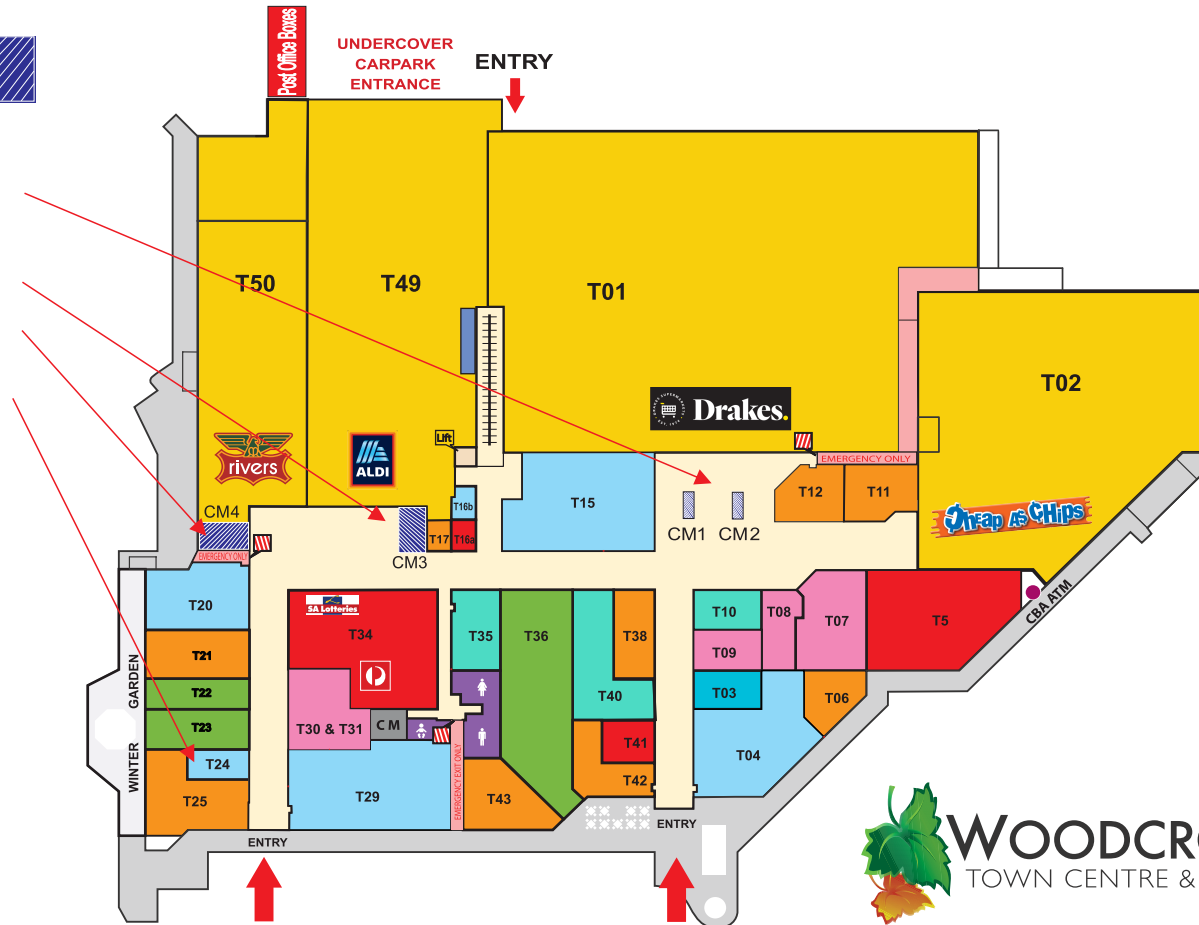 Post Office Boxes
UNDERCOVER
CARPARK
ENTRANCE
ENTRY
T50
T49
T01
T02
Lift
Drakes.
rivers
ALDI
EMERGENCY ONLY
T12
T11
T15
T16b
T17
T16a
Cheap AS CHips
CM4
CM3
CM1
CM2
EMERGENCY ONLY
CBA ATM
T20
T21
T22
T23
T24
T25
WINTER GARDEN
SA Lotteries
T34
T30 & T31
CM
T29
EMERGENCY EXIT ONLY
T35
T36
T38
T40
T41
T42
T43
T10
T09
T08
T07
T5
T03
T06
T04
ENTRY
ENTRY
WOODCRO
TOWN CENTRE &